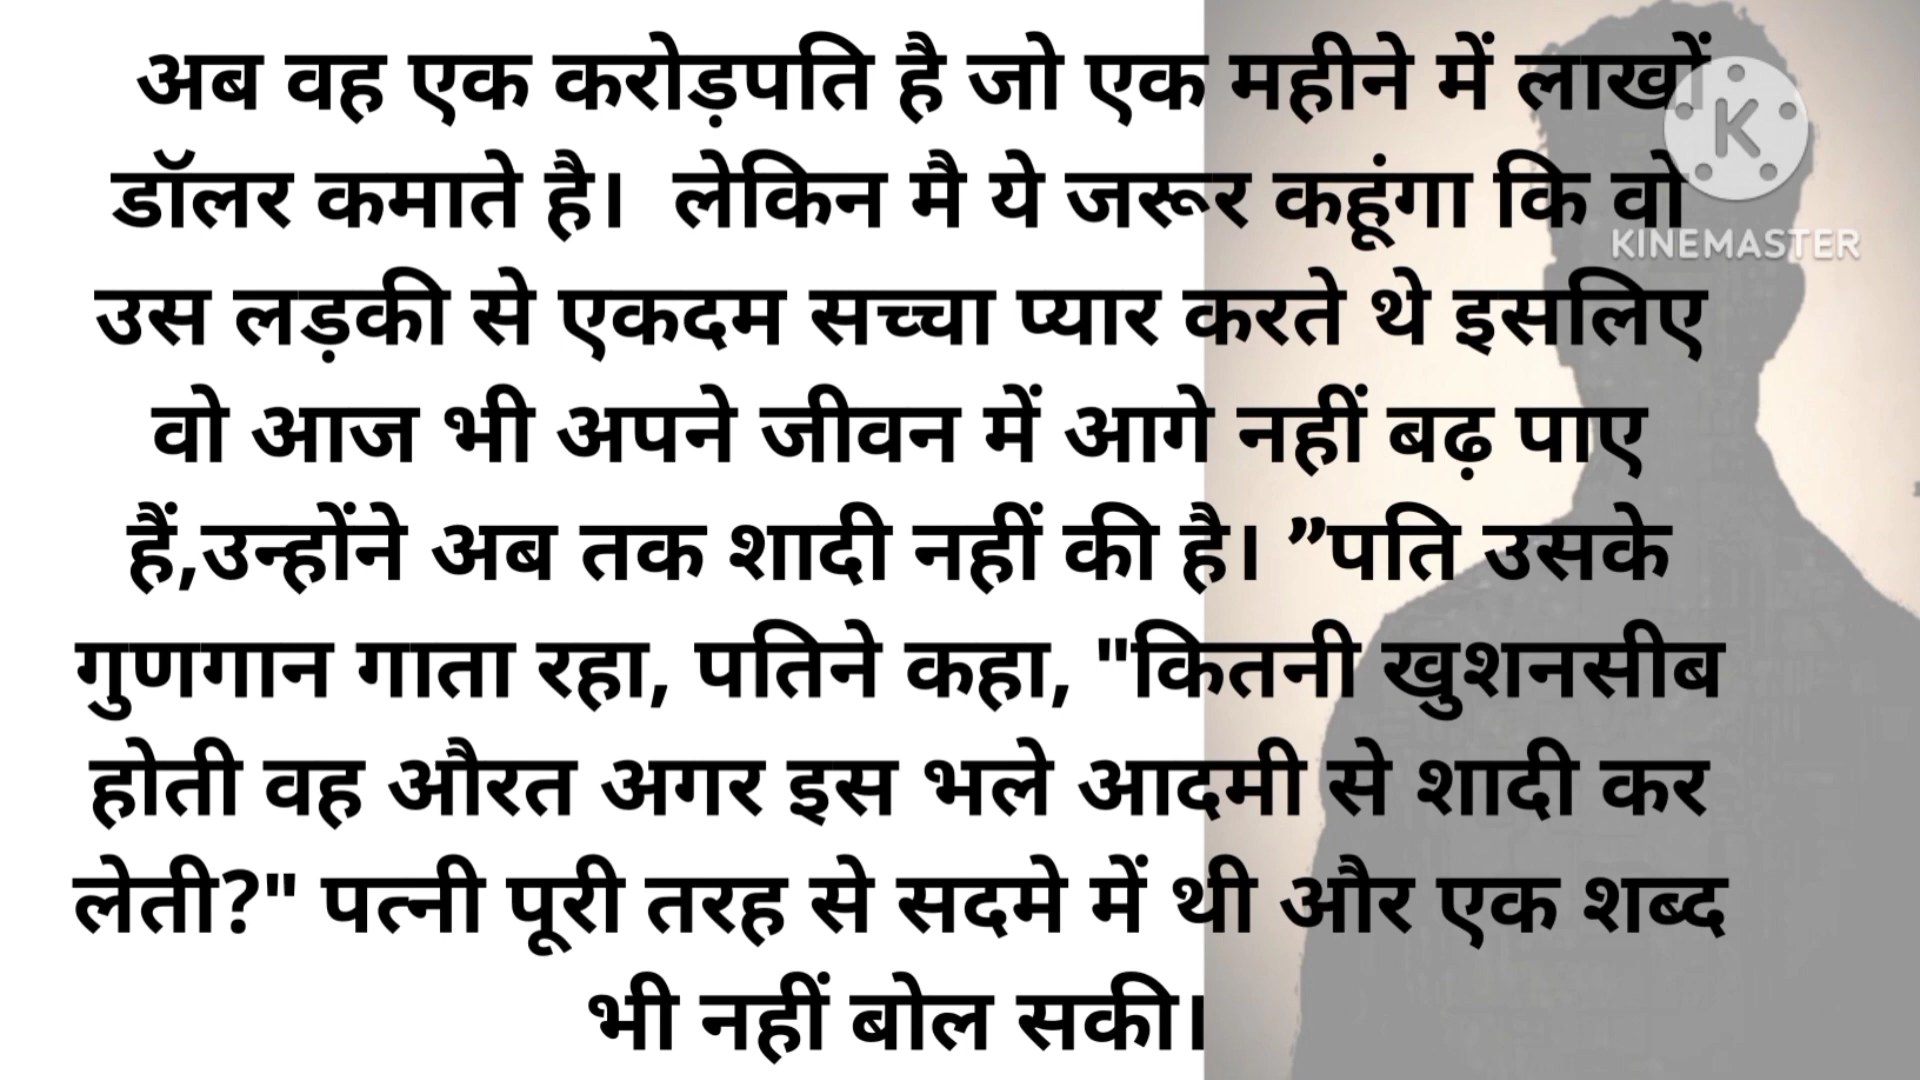 अब वह एक करोड़पति है जो एक महीने में लाखों
डॉलर कमाते है। लेकिन मै ये जरूर कहूंगा कि वो
उस लड़की से एकदम सच्चा प्यार करते थे इसलिए
वो आज भी अपने जीवन में आगे नहीं बढ़ पाए
हैं,उन्होंने अब तक शादी नहीं की है। ”पति उसके
गुणगान गाता रहा, पतिने कहा, "कितनी खुशनसीब
होती वह औरत अगर इस भले आदमी से शादी कर
लेती?" पत्नी पूरी तरह से सदमे में थी और एक शब्द
भी नहीं बोल सकी।
K
KINEMASTER